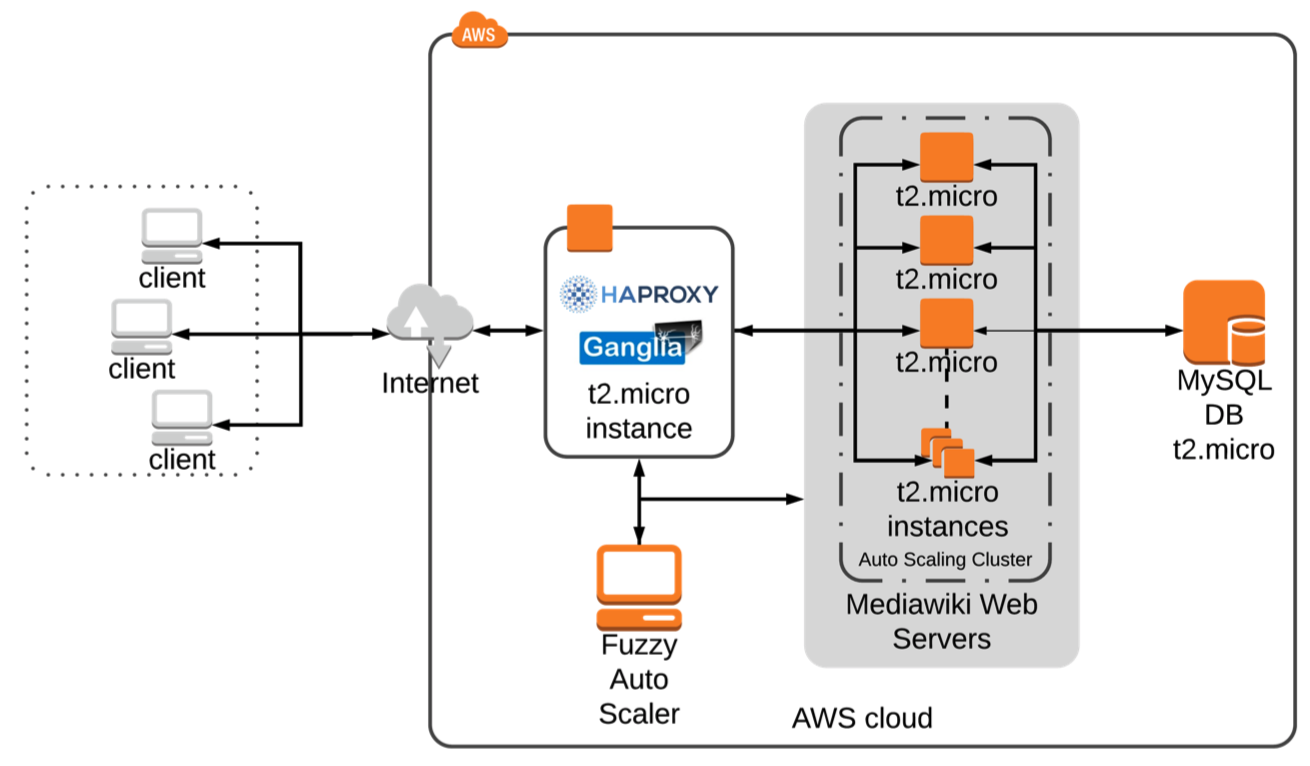 AWS
client
client
client
Internet
HAPROXY
Ganglia
t2.micro
instance
Fuzzy
Auto
Scaler
t2.micro
t2.micro
t2.micro
t2.micro
instances
Auto Scaling Cluster
Mediawiki Web
Servers
MySQL
DB
t2.micro
AWS cloud